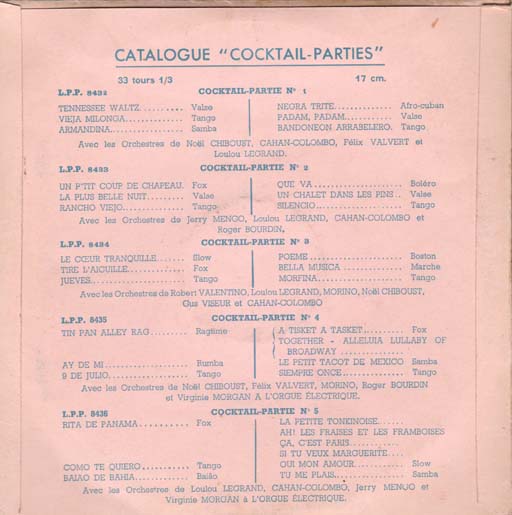 CATALOGUE "COCKTAIL-PARTIES"
33 tours 1/3 17 cm.
L.P.P. 8432 COCKTAIL-PARTIE N° 1
TENNESSEE WALTZ.......... Valse NEGRA TRITE............... Afro-cuban
VIEJA MILONGA............. Tango PADAM, PADAM............. Valse
ARMANDINA................. Samba BANDONEON ARRABELERO. Tango
Avec les Orchestres de Noël CHIBOUST, CAHAN-COLOMBO, Félix VALVERT et
Loulou LEGRAND.
L.P.P. 8433 COCKTAIL-PARTIE N° 2
UN P'TIT COUP DE CHAPEAU. Fox QUE VA.................... Boléro
LA PLUS BELLE NUIT........ Valse UN CHALET DANS LES PINS.. Valse
RANCHO VIEJO.............. Tango SILENCIO.................. Tango
Avec les Orchestres de Jerry MENGO, Loulou LEGRAND, CAHAN-COLOMBO et
Roger BOURDIN,
L.P.P. 8434 COCKTAIL-PARTIE N° 3
LE CŒUR TRANQUILLE....... Slow POEME..................... Boston
TIRE L'AIGUILLE............ Fox BELLA MUSICA............. Marche
JUEVES..................... Tango MORFINA................... Tango
Avec les Orchestres de Robert VALENTINO, Loulou LEGRAND, MORINO, Noël CHIBOUST,
Gus VISEUR et CAHAN-COLOMBO
L.P.P. 8435 COCKTAIL-PARTIE N° 4
TIN PAN ALLEY RAG........ Ragtime A TISKET A TASKET.......... Fox
TOGETHER - ALLELUIA LULLABY OF
BROADWAY..............
AY DE MI................... Rumba LE PETIT TACOT DE MEXICO Samba
9 DE JULIO................. Tango SIEMPRE ONCE............. Tango
Avec les Orchestres de Noël CHIBOUST, Félix VALVERT, MORINO, Roger BOURDIN
et Virginie MORGAN A L'ORGUE ÉLECTRIQUE.
L.P.P. 8436 COCKTAIL-PARTIE N° 5
RITA DE PANAMA........... Fox LA PETITE TONKINOISE......
AH! LES FRAISES ET LES FRAMBOISES
ÇA, C'EST PARIS...........
SI TU VEUX MARGUERITE....
COMO TE QUIERO........... Tango OUI MON AMOUR........... Slow
BAIAO DE BAHIA............ Baião TU ME PLAIS............... Samba
Avec les Orchestres de Loulou LEGRAND, CAHAN-COLOMBO, Jerry MENGO et
Virginie MORGAN à L'ORGUE ÉLECTRIQUE.